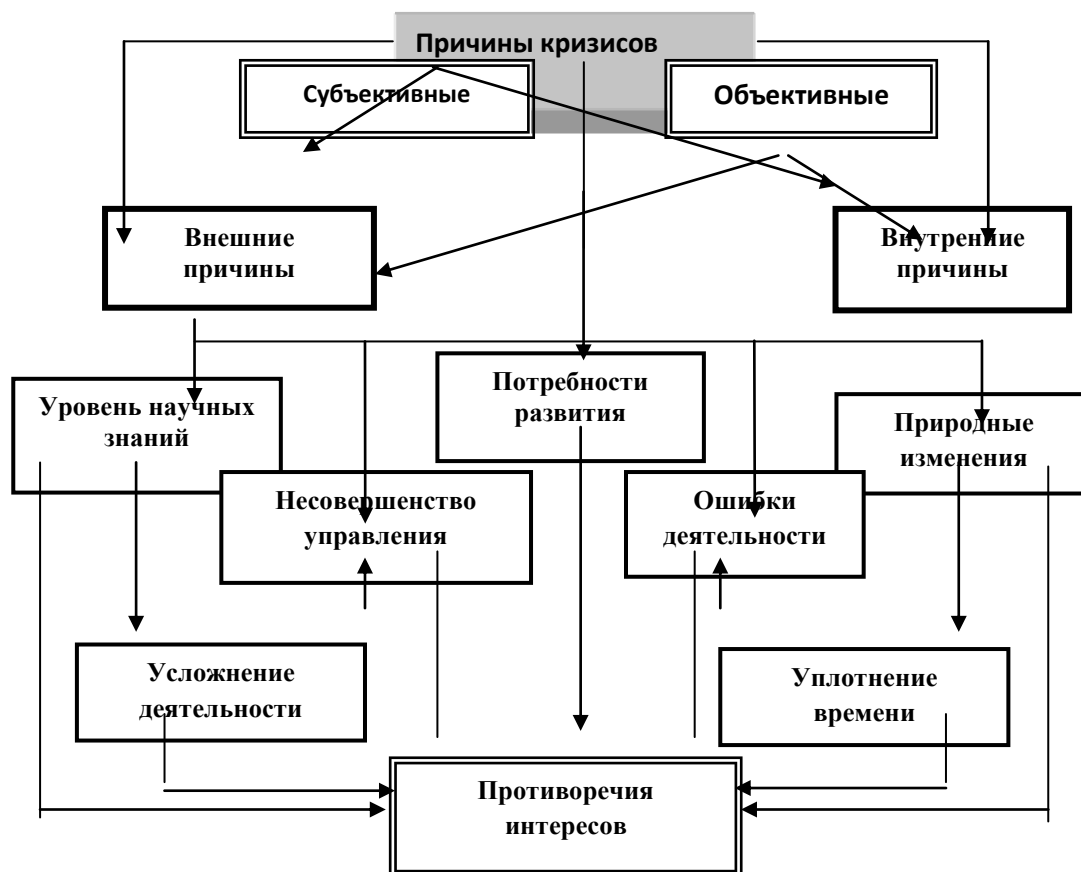 Причины кризисов
Субъективные
Объективные
Внешние
причины
Внутренние
причины
Потребности
развития
Уровень научных
знаний
Природные
изменения
Несовершенство
управления
Ошибки
деятельности
Усложнение
деятельности
Уплотнение
времени
Противоречия
интересов